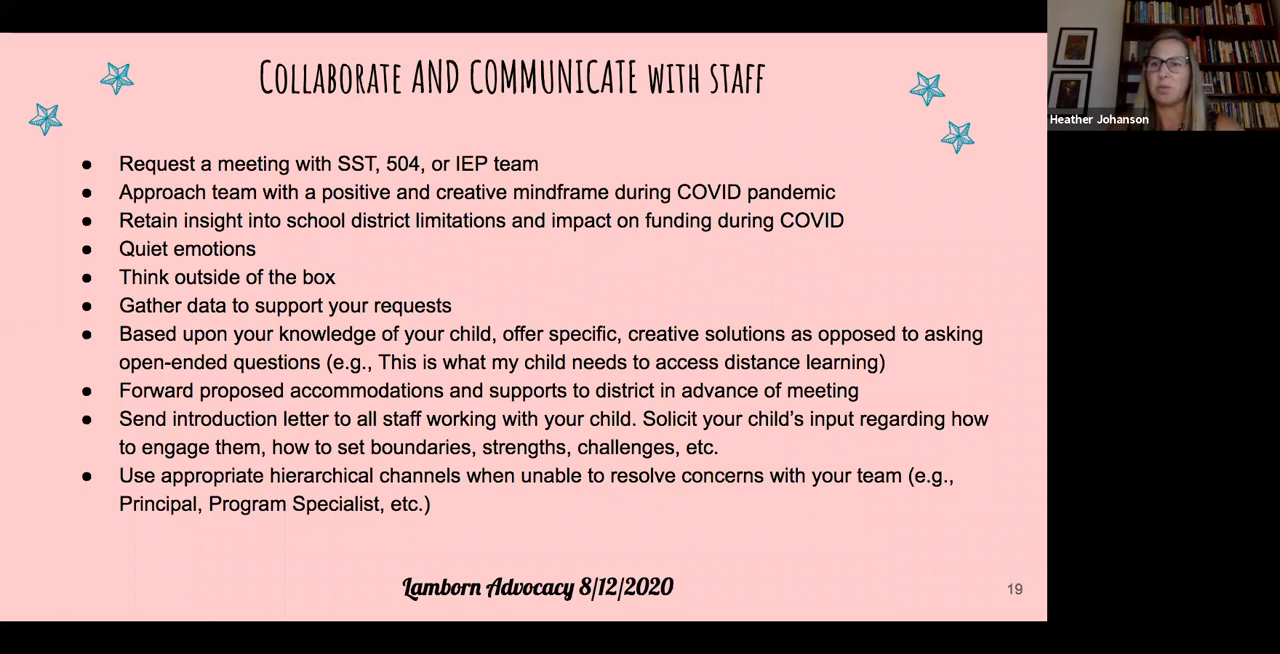 COLLABORATE AND COMMUNICATE WITH STAFF
Heather Johanson
● Request a meeting with SST, 504, or IEP team
● Approach team with a positive and creative mindframe during COVID pandemic
● Retain insight into school district limitations and impact on funding during COVID
● Quiet emotions
● Think outside of the box
● Gather data to support your requests
● Based upon your knowledge of your child, offer specific, creative solutions as opposed to asking
open-ended questions (e.g., This is what my child needs to access distance learning)
● Forward proposed accommodations and supports to district in advance of meeting
● Send introduction letter to all staff working with your child. Solicit your child’s input regarding how
to engage them, how to set boundaries, strengths, challenges, etc.
● Use appropriate hierarchical channels when unable to resolve concerns with your team (e.g.,
Principal, Program Specialist, etc.)
Lamborn Advocacy 8/12/2020
19